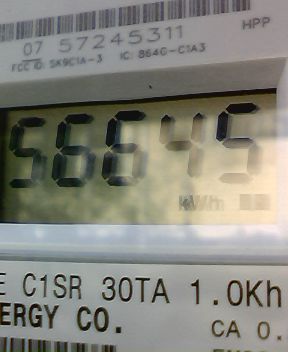 07 57245311
HPP
FCC ID: SK9C1A-3 IC: 864G-C1A3
56645
kWh
E C1SR 30TA 1.0Kh
ERGY CO.
CA 0.